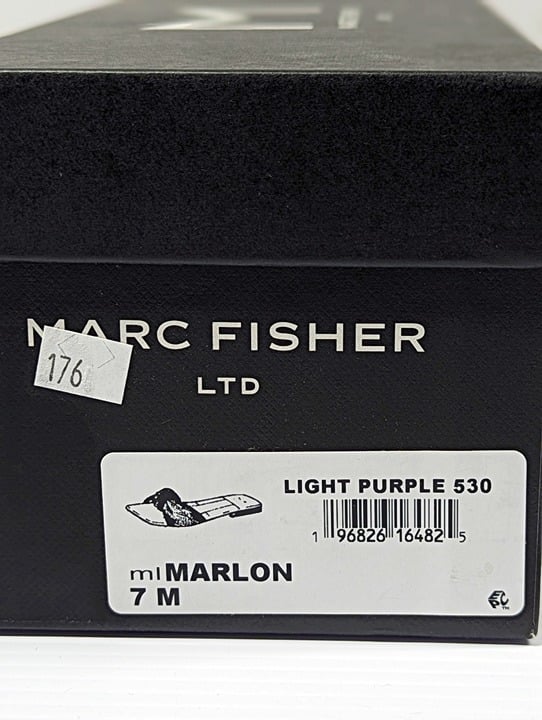 MARC FISHER
176
LTD
LIGHT PURPLE 530
1 96826 16482 5
mlMARLON
7 M